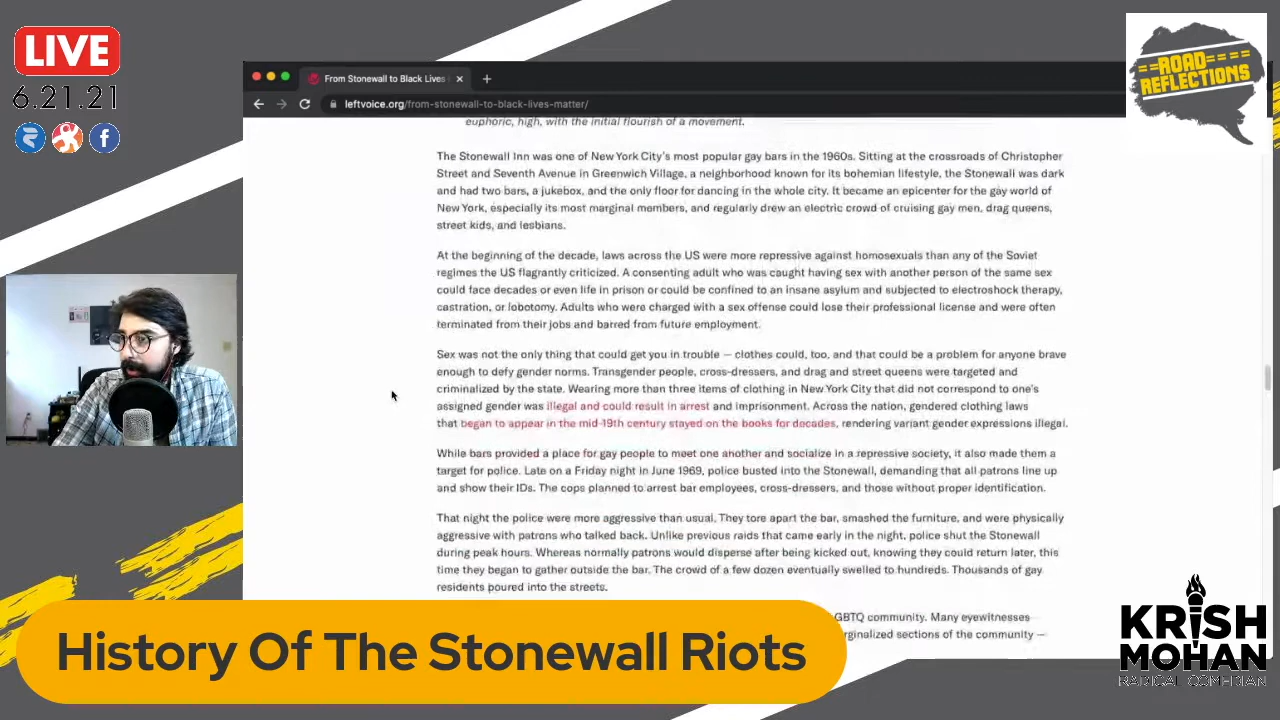 LIVE
6.21.21
From Stonewall to Black Lives
leftvoice.org/from-stonewall-to-black-lives-matter/
==ROAD====
REFLECTIONS
euphoric, high, with the initial flourish of a movement.
The Stonewall Inn was one of New York City's most popular gay bars in the 1960s. Sitting at the crossroads of Christopher
Street and Seventh Avenue in Greenwich Village, a neighborhood known for its bohemian lifestyle, the Stonewall was dark
and had two bars, a jukebox, and the only floor for dancing in the whole city. It became an epicenter for the gay world of
New York, especially its most marginal members, and regularly drew an electric crowd of cruising gay men, drag queens,
street kids, and lesbians.
At the beginning of the decade, laws across the US were more repressive against homosexuals than any of the Soviet
regimes the US flagrantly criticized. A consenting adult who was caught having sex with another person of the same sex
could face decades or even life in prison or could be confined to an insane asylum and subjected to electroshock therapy,
castration, or lobotomy. Adults who were charged with a sex offense could lose their professional license and were often
terminated from their jobs and barred from future employment.
Sex was not the only thing that could get you in trouble — clothes could, too, and that could be a problem for anyone brave
enough to defy gender norms. Transgender people, cross-dressers, and drag and street queens were targeted and
criminalized by the state. Wearing more than three items of clothing in New York City that did not correspond to one's
assigned gender was illegal and could result in arrest and imprisonment. Across the nation, gendered clothing laws
that began to appear in the mid-19th century stayed on the books for decades, rendering variant gender expressions illegal.
While bars provided a place for gay people to meet one another and socialize in a repressive society, it also made them a
target for police. Late on a Friday night in June 1969, police busted into the Stonewall, demanding that all patrons line up
and show their IDs. The cops planned to arrest bar employees, cross-dressers, and those without proper identification.
That night the police were more aggressive than usual. They tore apart the bar, smashed the furniture, and were physically
aggressive with patrons who talked back. Unlike previous raids that came early in the night, police shut the Stonewall
during peak hours. Whereas normally patrons would disperse after being kicked out, knowing they could return later, this
time they began to gather outside the bar. The crowd of a few dozen eventually swelled to hundreds. Thousands of gay
residents poured into the streets.
GBTQ community. Many eyewitnesses
rginalized sections of the community —
History Of The Stonewall Riots
KRISH
MOHAN
RADICAL COMEDIAN